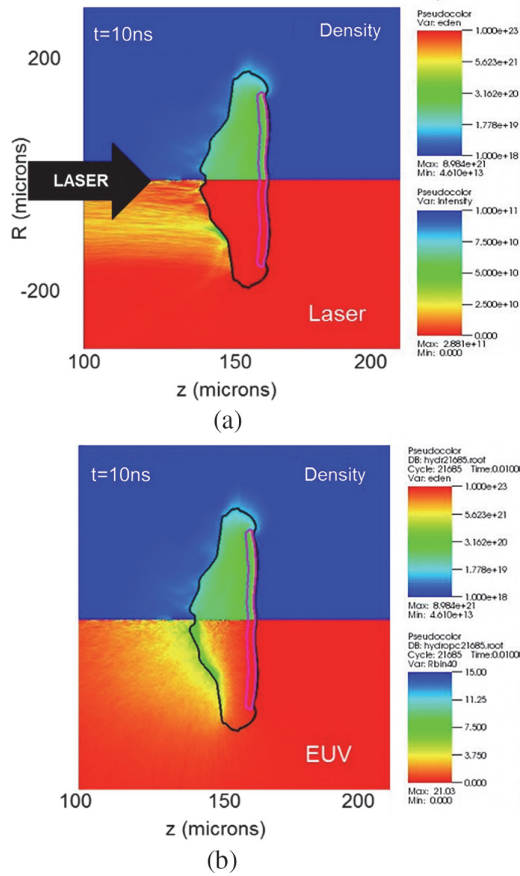 t=10ns
Density
200
R (microns)
LASER
-200
Laser
100
150
200
z (microns)
Pseudocolor
Var: eden
1.000e+23
5.623e+21
3.162e+20
1.778e+19
1.000e+18
Max: 8.984e+21
Min: 4.610e+13
Pseudocolor
Var: Intensity
1.000e+11
7.500e+10
5.000e+10
2.500e+10
0.000
Max: 2.881e+11
Min: 0.000
(a)
t=10ns
Density
EUV
100
150
200
z (microns)
Pseudocolor
DB: hydr21685.root
Cycle: 21685 Time:0.0100
Var: eden
1.000e+23
5.623e+21
3.162e+20
1.778e+19
1.000e+18
Max: 8.984e+21
Min: 4.610e+13
Pseudocolor
DB: hydropc21685.root
Cycle: 21685 Time:0.0100
Var: Rbin40
15.00
11.25
7.500
3.750
0.000
Max: 21.03
Min: 0.000
(b)